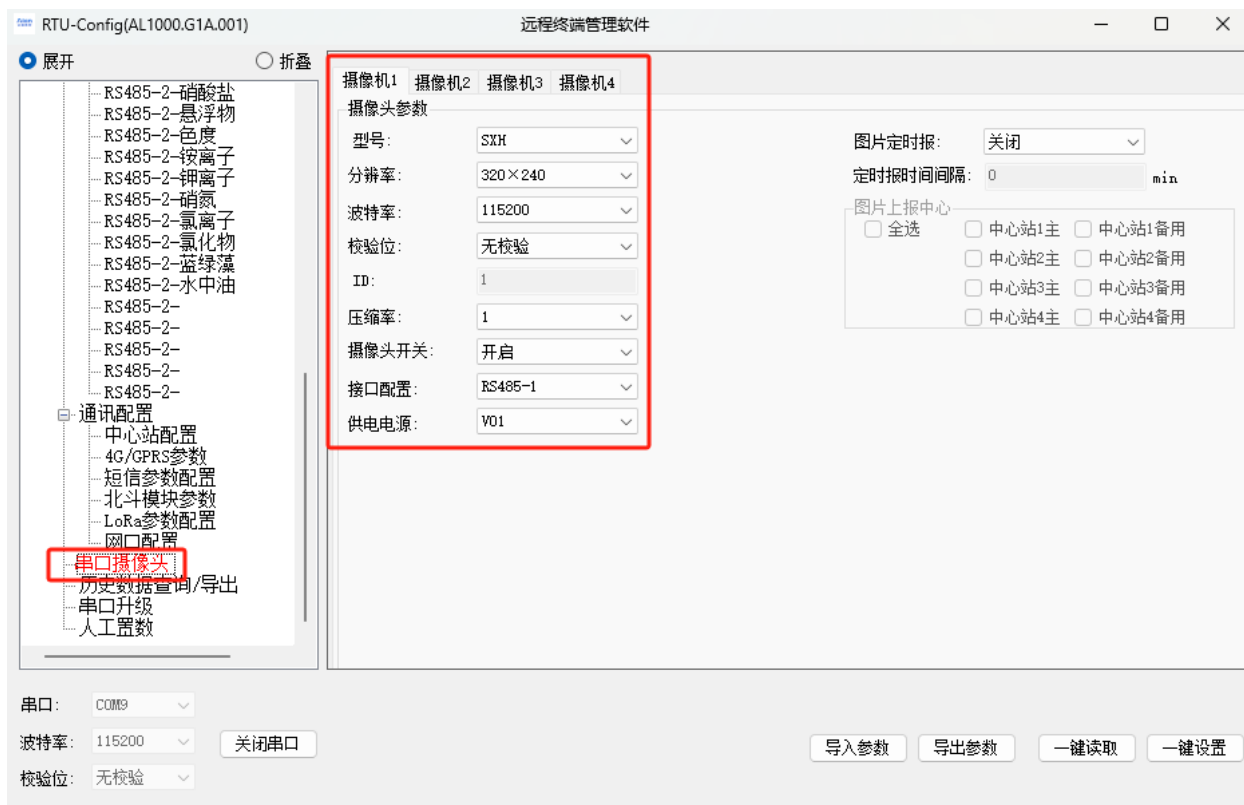 RTU-Config(AL1000.G1A.001) 远程终端管理软件
展开 折叠
RS485-2-硝酸盐
RS485-2-悬浮物
RS485-2-色度
RS485-2-铵离子
RS485-2-钾离子
RS485-2-硝氮
RS485-2-氯离子
RS485-2-氯化物
RS485-2-蓝绿藻
RS485-2-水中油
RS485-2-
RS485-2-
RS485-2-
RS485-2-
RS485-2-
通讯配置
中心站配置
4G/GPRS参数
短信参数配置
北斗模块参数
LoRa参数配置
网口配置
串口摄像头
历史数据查询/导出
串口升级
人工置数
摄像机1 摄像机2 摄像机3 摄像机4
摄像头参数
型号: SXH
分辨率: 320×240
波特率: 115200
校验位: 无校验
ID: 1
压缩率: 1
摄像头开关: 开启
接口配置: RS485-1
供电电源: VO1
图片定时报: 关闭
定时报时间间隔: 0 min
图片上报中心
全选 中心站1主 中心站1备用
中心站2主 中心站2备用
中心站3主 中心站3备用
中心站4主 中心站4备用
串口: COM9
波特率: 115200 关闭串口
校验位: 无校验
导入参数 导出参数 一键读取 一键设置